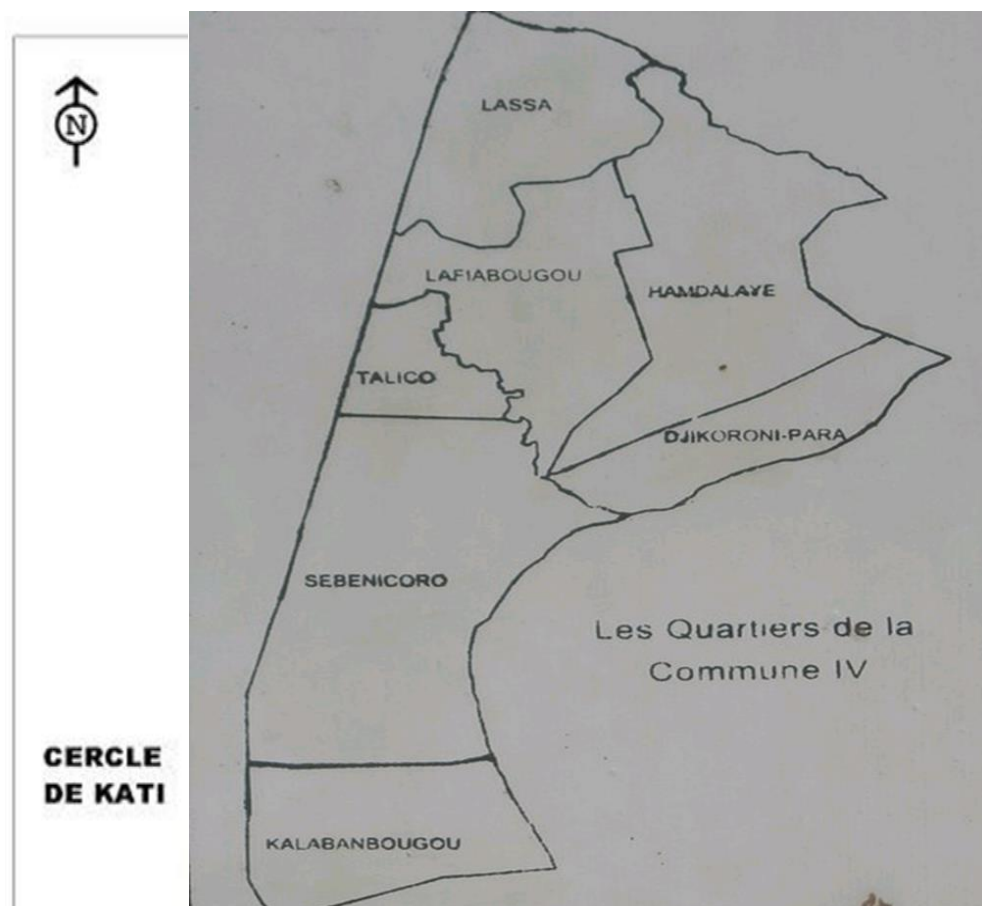 N
LASSA
LAFIABOUGOU
HAMDALAYE
TALICO
DJIKORONI-PARA
SEBENICORO
Les Quartiers de la
Commune IV
CERCLE
DE KATI
KALABANBOUGOU